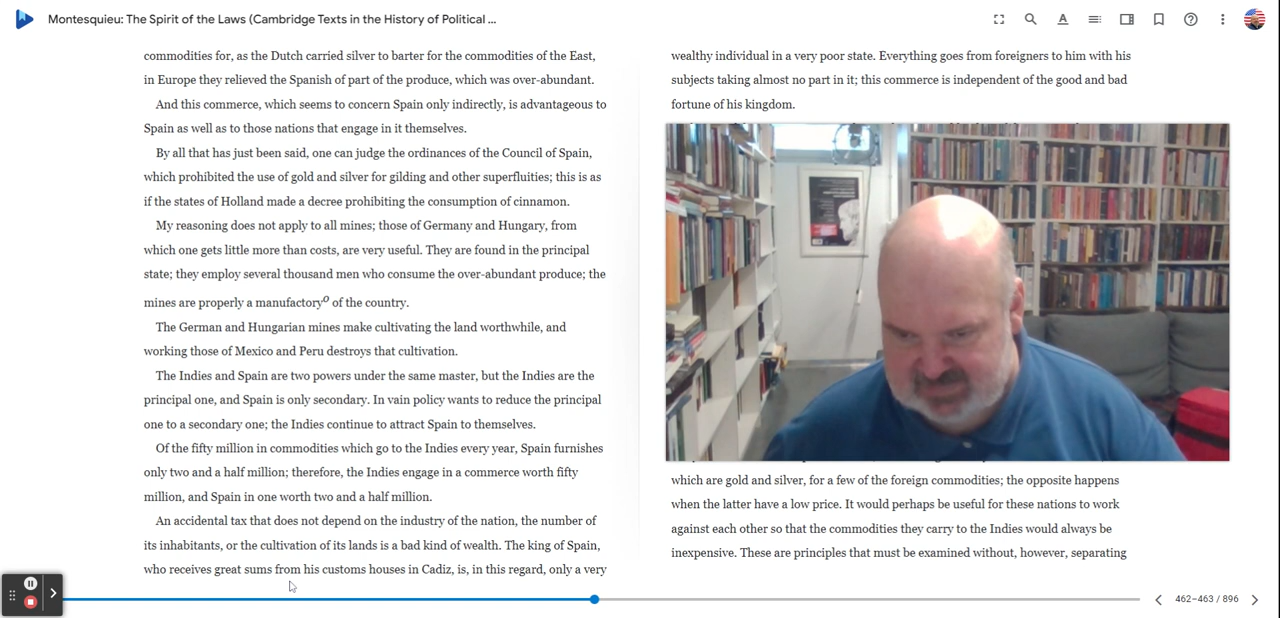 Montesquieu: The Spirit of the Laws (Cambridge Texts in the History of Political ...
commodities for, as the Dutch carried silver to barter for the commodities of the East,
in Europe they relieved the Spanish of part of the produce, which was over-abundant.
And this commerce, which seems to concern Spain only indirectly, is advantageous to
Spain as well as to those nations that engage in it themselves.
By all that has just been said, one can judge the ordinances of the Council of Spain,
which prohibited the use of gold and silver for gilding and other superfluities; this is as
if the states of Holland made a decree prohibiting the consumption of cinnamon.
My reasoning does not apply to all mines; those of Germany and Hungary, from
which one gets little more than costs, are very useful. They are found in the principal
state; they employ several thousand men who consume the over-abundant produce; the
mines are properly a manufactoryo of the country.
The German and Hungarian mines make cultivating the land worthwhile, and
working those of Mexico and Peru destroys that cultivation.
The Indies and Spain are two powers under the same master, but the Indies are the
principal one, and Spain is only secondary. In vain policy wants to reduce the principal
one to a secondary one; the Indies continue to attract Spain to themselves.
Of the fifty million in commodities which go to the Indies every year, Spain furnishes
only two and a half million; therefore, the Indies engage in a commerce worth fifty
million, and Spain in one worth two and a half million.
An accidental tax that does not depend on the industry of the nation, the number of
its inhabitants, or the cultivation of its lands is a bad kind of wealth. The king of Spain,
who receives great sums from his customs houses in Cadiz, is, in this regard, only a very
wealthy individual in a very poor state. Everything goes from foreigners to him with his
subjects taking almost no part in it; this commerce is independent of the good and bad
fortune of his kingdom.
which are gold and silver, for a few of the foreign commodities; the opposite happens
when the latter have a low price. It would perhaps be useful for these nations to work
against each other so that the commodities they carry to the Indies would always be
inexpensive. These are principles that must be examined without, however, separating
462–463 / 896